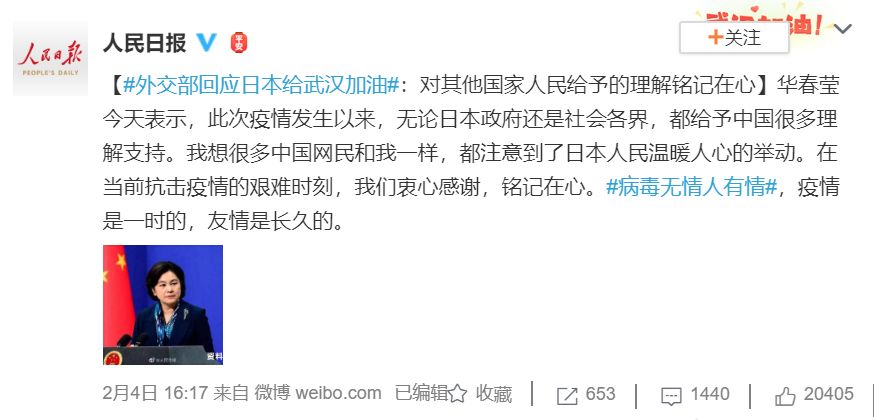 人民日报
PEOPLE'S DAILY
人民日报
平安
+关注
【#外交部回应日本给武汉加油#：对其他国家人民给予的理解铭记在心】华春莹
今天表示，此次疫情发生以来，无论日本政府还是社会各界，都给予中国很多理
解支持。我想很多中国网民和我一样，都注意到了日本人民温暖人心的举动。在
当前抗击疫情的艰难时刻，我们衷心感谢，铭记在心。#病毒无情人有情#，疫情
是一时的，友情是长久的。
资料
2月4日 16:17 来自 微博 weibo.com 已编辑 收藏 653 1440 20405